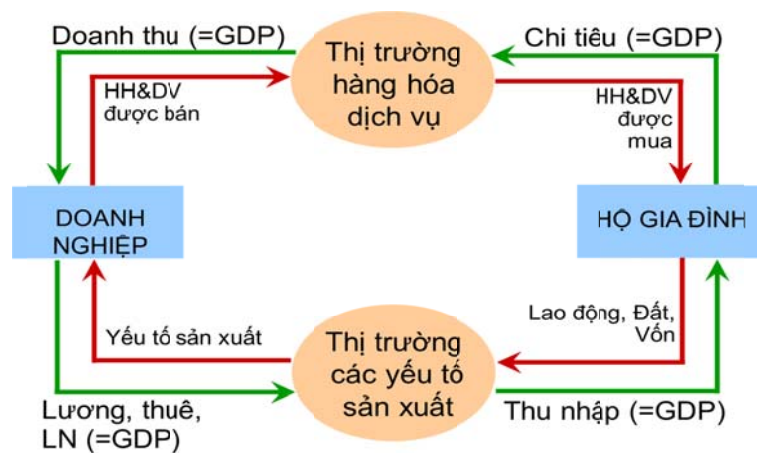 Doanh thu (=GDP)
Thị trường
hàng hóa
dịch vụ
Chi tiêu (=GDP)
HH&DV
được bán
HH&DV
được
mua
DOANH
NGHIỆP
HỘ GIA ĐÌNH
Yếu tố sản xuất
Thị trường
các yếu tố
sản xuất
Lao động, Đất,
Vốn
Lương, thuê,
LN (=GDP)
Thu nhập (=GDP)